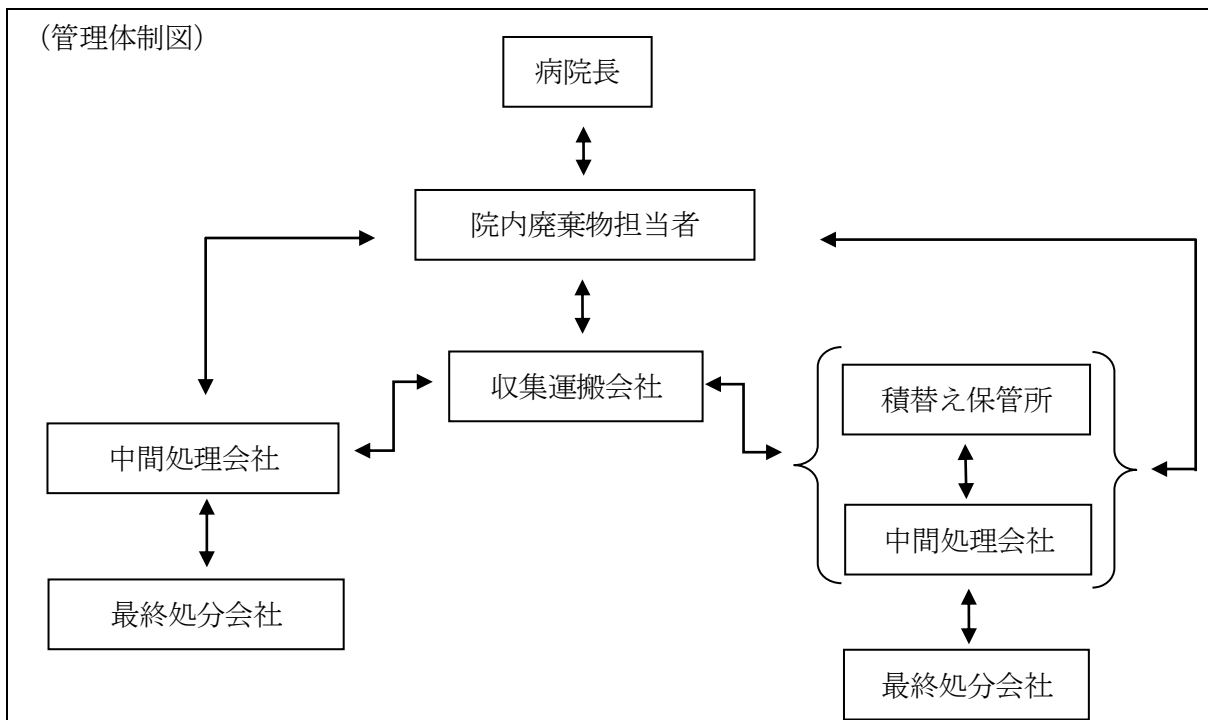 (管理体制図)
病院長
院内廃棄物担当者
収集運搬会社
積替え保管所
中間処理会社
中間処理会社
最終処分会社
最終処分会社